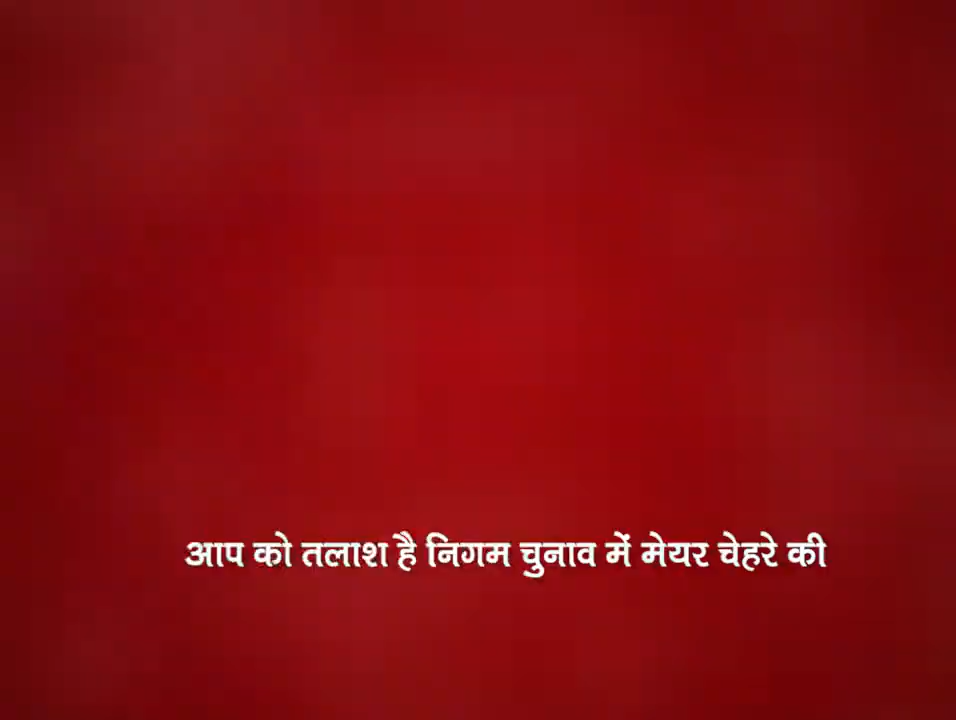 आप को तलाश है निगम चुनाव में मेयर चेहरे की